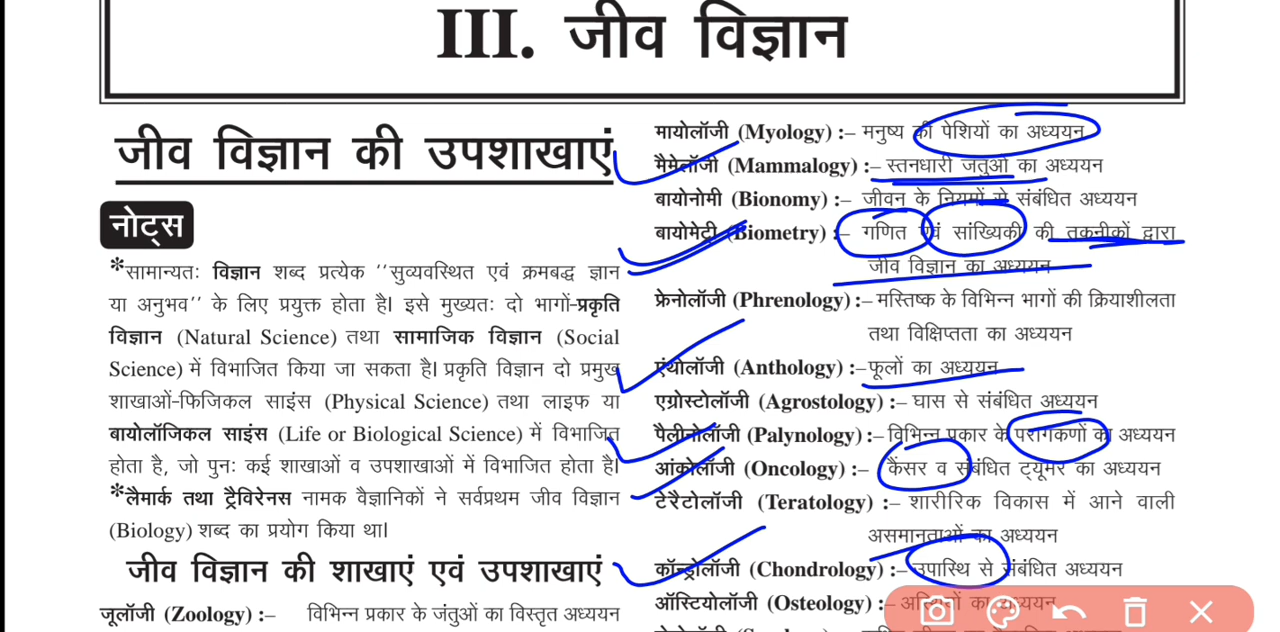 III. जीव विज्ञान
जीव विज्ञान की उपशाखाएं
नोट्स
*सामान्यतः विज्ञान शब्द प्रत्येक ''सुव्यवस्थित एवं क्रमबद्ध ज्ञान
या अनुभव'' के लिए प्रयुक्त होता है। इसे मुख्यतः दो भागों-प्रकृति
विज्ञान (Natural Science) तथा सामाजिक विज्ञान (Social
Science) में विभाजित किया जा सकता है। प्रकृति विज्ञान दो प्रमुख
शाखाओं-फिजिकल साइंस (Physical Science) तथा लाइफ या
बायोलॉजिकल साइंस (Life or Biological Science) में विभाजित
होता है, जो पुनः कई शाखाओं व उपशाखाओं में विभाजित होता है।
*लैमार्क तथा ट्रैविरेनस नामक वैज्ञानिकों ने सर्वप्रथम जीव विज्ञान
(Biology) शब्द का प्रयोग किया था।
जीव विज्ञान की शाखाएं एवं उपशाखाएं
जूलॉजी (Zoology) :– विभिन्न प्रकार के जंतुओं का विस्तृत अध्ययन
मायोलॉजी (Myology) :– मनुष्य की पेशियों का अध्ययन
मैमेलॉजी (Mammalogy) :– स्तनधारी जंतुओं का अध्ययन
बायोनोमी (Bionomy) :– जीवन के नियमों से संबंधित अध्ययन
बायोमेट्री (Biometry) :– गणित एवं सांख्यिकी की तकनीकों द्वारा
जीव विज्ञान का अध्ययन
फ्रेनोलॉजी (Phrenology) :– मस्तिष्क के विभिन्न भागों की क्रियाशीलता
तथा विक्षिप्तता का अध्ययन
एंथोलॉजी (Anthology) :– फूलों का अध्ययन
एग्रोस्टोलॉजी (Agrostology) :– घास से संबंधित अध्ययन
पैलीनोलॉजी (Palynology) :– विभिन्न प्रकार के परागकणों का अध्ययन
आंकोलॉजी (Oncology) :– कैंसर व संबंधित ट्यूमर का अध्ययन
टेरैटोलॉजी (Teratology) :– शारीरिक विकास में आने वाली
असमानताओं का अध्ययन
कॉन्ड्रोलॉजी (Chondrology) :– उपास्थि से संबंधित अध्ययन
ऑस्टियोलॉजी (Osteology) :– अस्थियों का अध्ययन